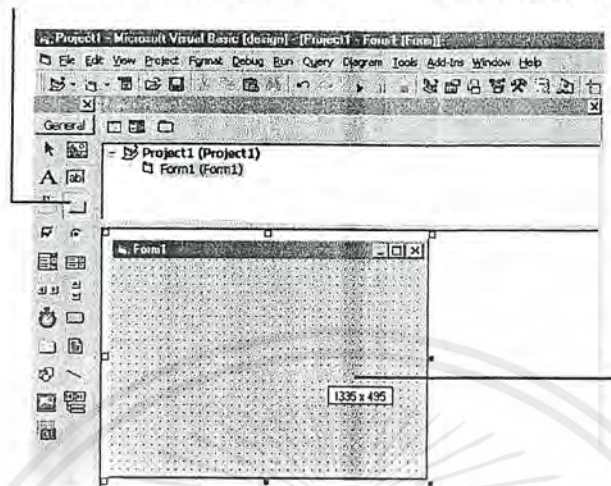 Project1 - Microsoft Visual Basic [design] - [Project1 - Form1 (Form)]
File Edit View Project Format Debug Run Query Diagram Tools Add-Ins Window Help
General
Project1 (Project1)
Form1 (Form1)
A ab
Form1
1335 x 495